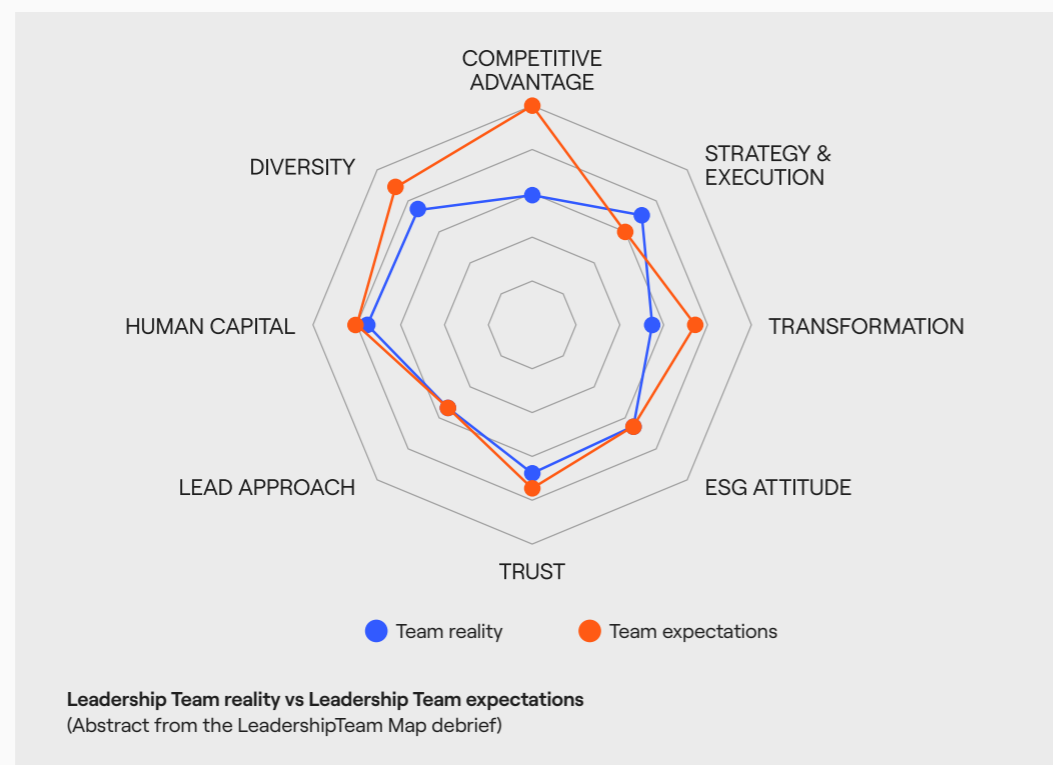 COMPETITIVE
ADVANTAGE
DIVERSITY
STRATEGY &
EXECUTION
HUMAN CAPITAL
TRANSFORMATION
LEAD APPROACH
ESG ATTITUDE
TRUST
Team reality
Team expectations
Leadership Team reality vs Leadership Team expectations
(Abstract from the LeadershipTeam Map debrief)